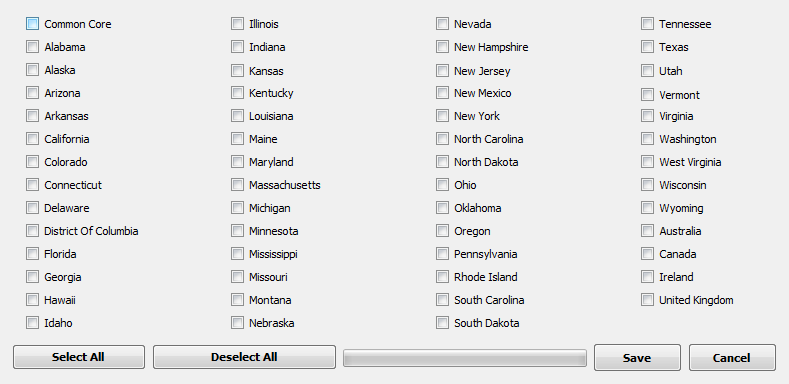 Common Core
Alabama
Alaska
Arizona
Arkansas
California
Colorado
Connecticut
Delaware
District Of Columbia
Florida
Georgia
Hawaii
Idaho
Illinois
Indiana
Kansas
Kentucky
Louisiana
Maine
Maryland
Massachusetts
Michigan
Minnesota
Mississippi
Missouri
Montana
Nebraska
Nevada
New Hampshire
New Jersey
New Mexico
New York
North Carolina
North Dakota
Ohio
Oklahoma
Oregon
Pennsylvania
Rhode Island
South Carolina
South Dakota
Tennessee
Texas
Utah
Vermont
Virginia
Washington
West Virginia
Wisconsin
Wyoming
Australia
Canada
Ireland
United Kingdom
Select All
Deselect All
Save
Cancel